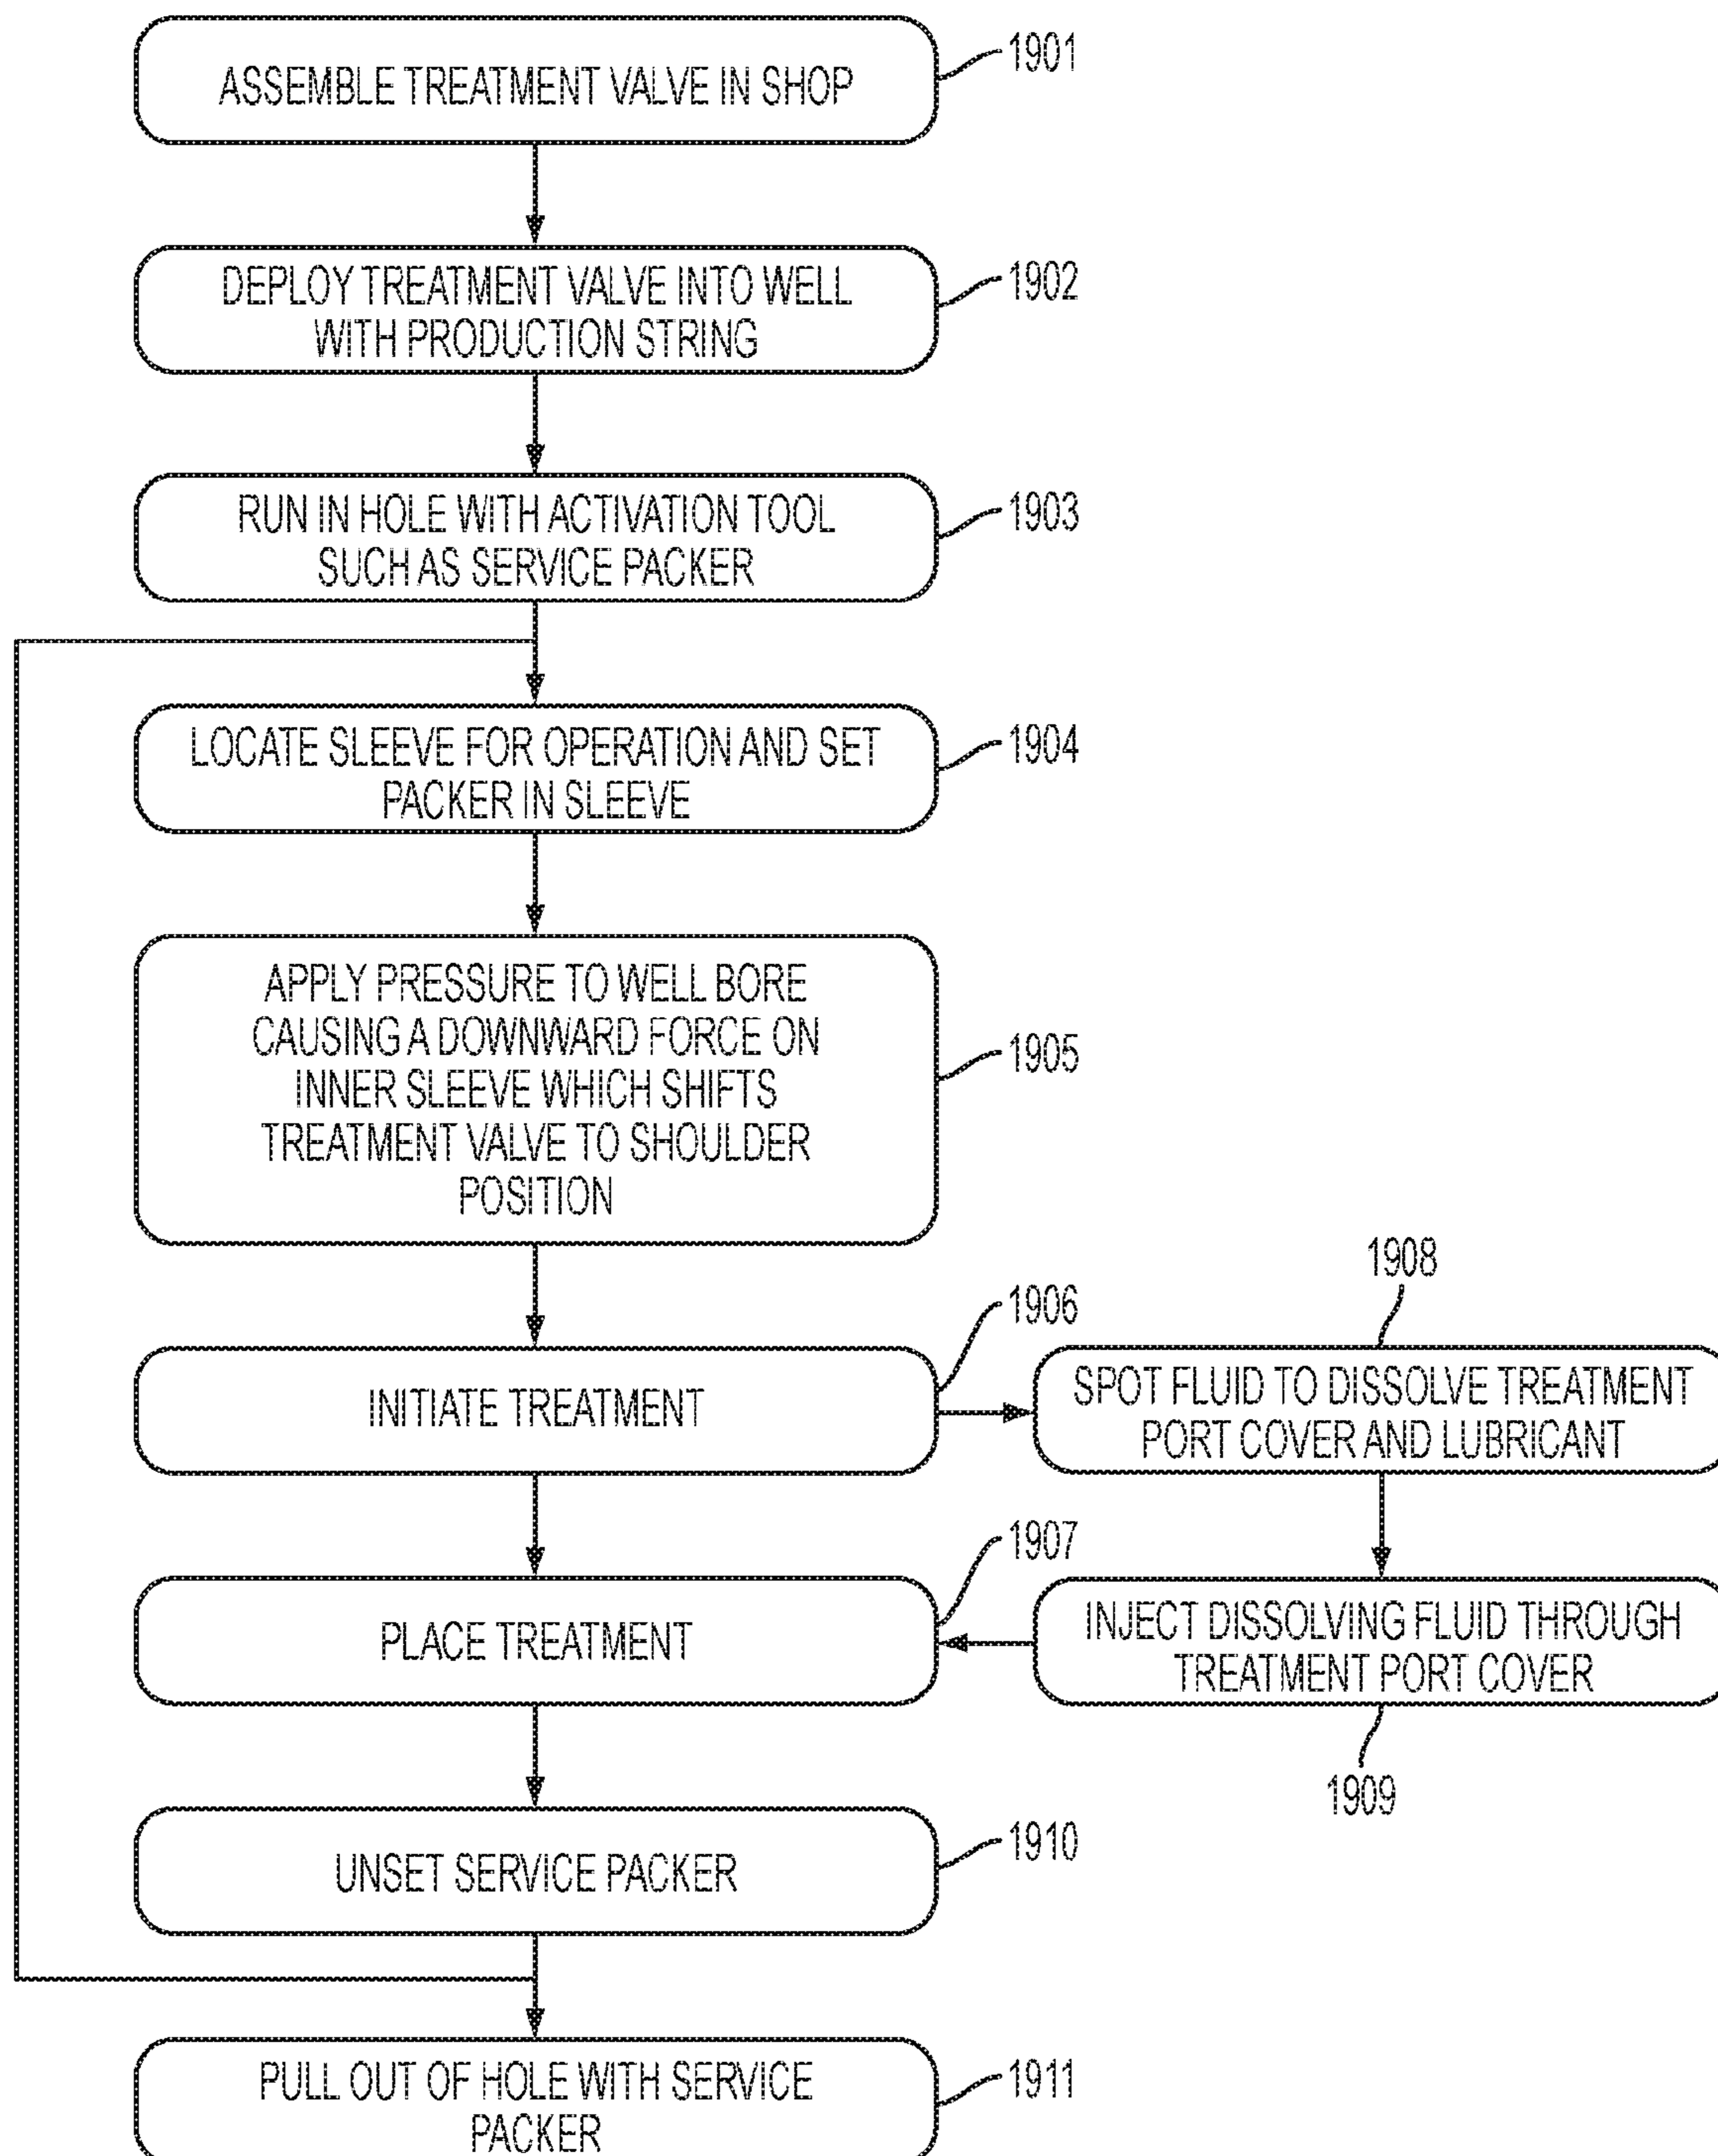 ASSEMBLE TREATMENT VALVE IN SHOP
1901
DEPLOY TREATMENT VALVE INTO WELL
WITH PRODUCTION STRING
1902
RUN IN HOLE WITH ACTIVATION TOOL
SUCH AS SERVICE PACKER
1903
LOCATE SLEEVE FOR OPERATION AND SET
PACKER IN SLEEVE
1904
APPLY PRESSURE TO WELL BORE
CAUSING A DOWNWARD FORCE ON
INNER SLEEVE WHICH SHIFTS
TREATMENT VALVE TO SHOULDER
POSITION
1905
INITIATE TREATMENT
1906
1908
SPOT FLUID TO DISSOLVE TREATMENT
PORT COVER AND LUBRICANT
PLACE TREATMENT
1907
INJECT DISSOLVING FLUID THROUGH
TREATMENT PORT COVER
1909
UNSET SERVICE PACKER
1910
PULL OUT OF HOLE WITH SERVICE
PACKER
1911